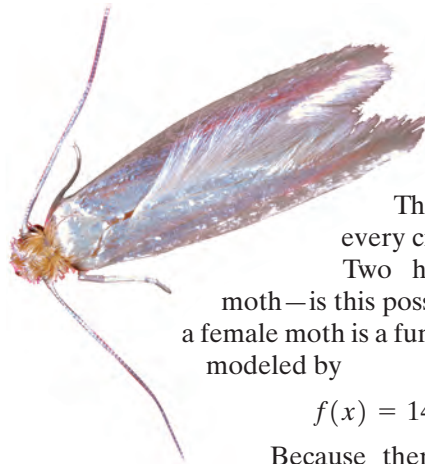 Th
every c
Two h
moth—is this poss
a female moth is a fun
modeled by
f(x) = 14
Because ther